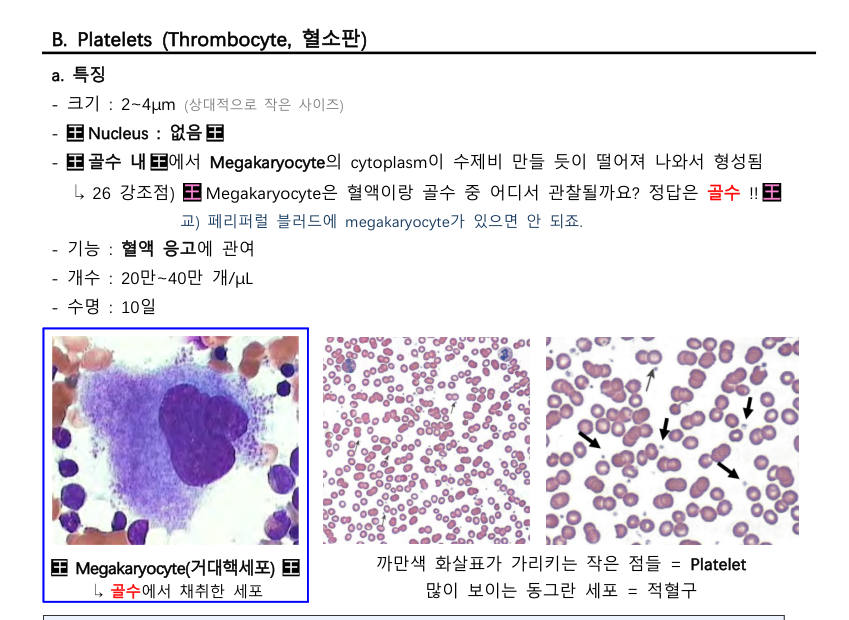 B. Platelets (Thrombocyte, 혈소판)
a. 특징
- 크기 : 2~4μm (상대적으로 작은 사이즈)
- 王 Nucleus : 없음 王
- 王 골수 내 王에서 Megakaryocyte의 cytoplasm이 수제비 만들 듯이 떨어져 나와서 형성됨
↳ 26 강조점) 王 Megakaryocyte은 혈액이랑 골수 중 어디서 관찰될까요? 정답은 골수 !! 王
교) 페리퍼럴 블러드에 megakaryocyte가 있으면 안 되죠.
- 기능 : 혈액 응고에 관여
- 개수 : 20만~40만 개/μL
- 수명 : 10일
王 Megakaryocyte(거대핵세포) 王
↳ 골수에서 채취한 세포
까만색 화살표가 가리키는 작은 점들 = Platelet
많이 보이는 동그란 세포 = 적혈구